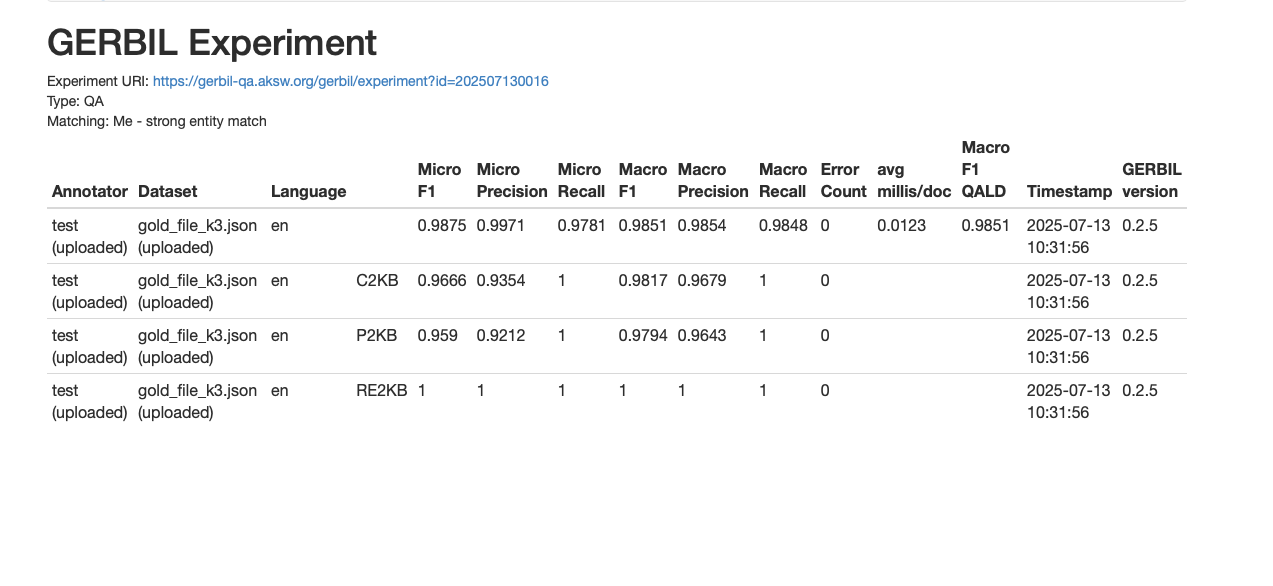 GERBIL Experiment
Experiment URI: https://gerbil-qa.aksw.org/gerbil/experiment?id=202507130016
Type: QA
Matching: Me - strong entity match
Annotator Dataset Language Micro F1 Micro Precision Micro Recall Macro F1 Macro Precision Macro Recall Error Count avg millis/doc Macro F1 QALD Timestamp GERBIL version
test (uploaded) gold_file_k3.json (uploaded) en 0.9875 0.9971 0.9781 0.9851 0.9854 0.9848 0 0.0123 0.9851 2025-07-13 10:31:56 0.2.5
test (uploaded) gold_file_k3.json (uploaded) en C2KB 0.9666 0.9354 1 0.9817 0.9679 1 0 2025-07-13 10:31:56 0.2.5
test (uploaded) gold_file_k3.json (uploaded) en P2KB 0.959 0.9212 1 0.9794 0.9643 1 0 2025-07-13 10:31:56 0.2.5
test (uploaded) gold_file_k3.json (uploaded) en RE2KB 1 1 1 1 1 1 0 2025-07-13 10:31:56 0.2.5